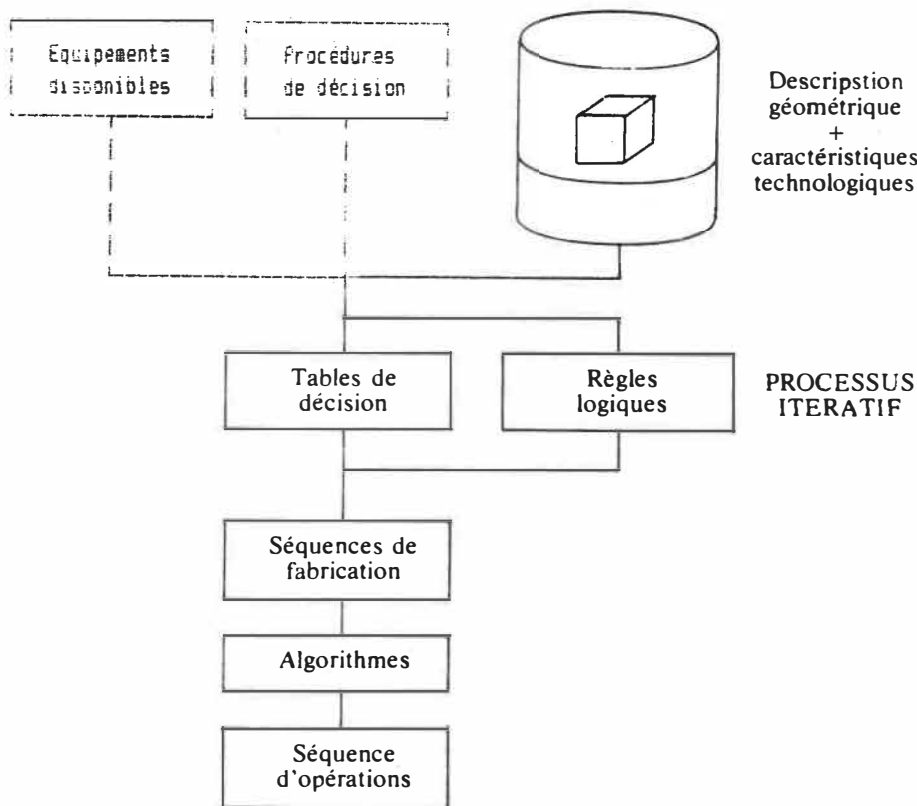 Equipements
disponibles
Procédures
de décision
Descripstion
géométrique
+
caractéristiques
technologiques
Tables de
décision
Règles
logiques
PROCESSUS
ITERATIF
Séquences de
fabrication
Algorithmes
Séquence
d'opérations